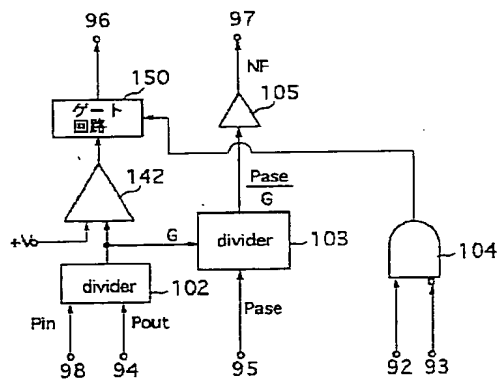 96
97
NF
150
105
ゲート
回路
142
Pase
G
+V
G
divider
103
104
divider
102
Pin
Pout
Pase
98
94
95
92
93